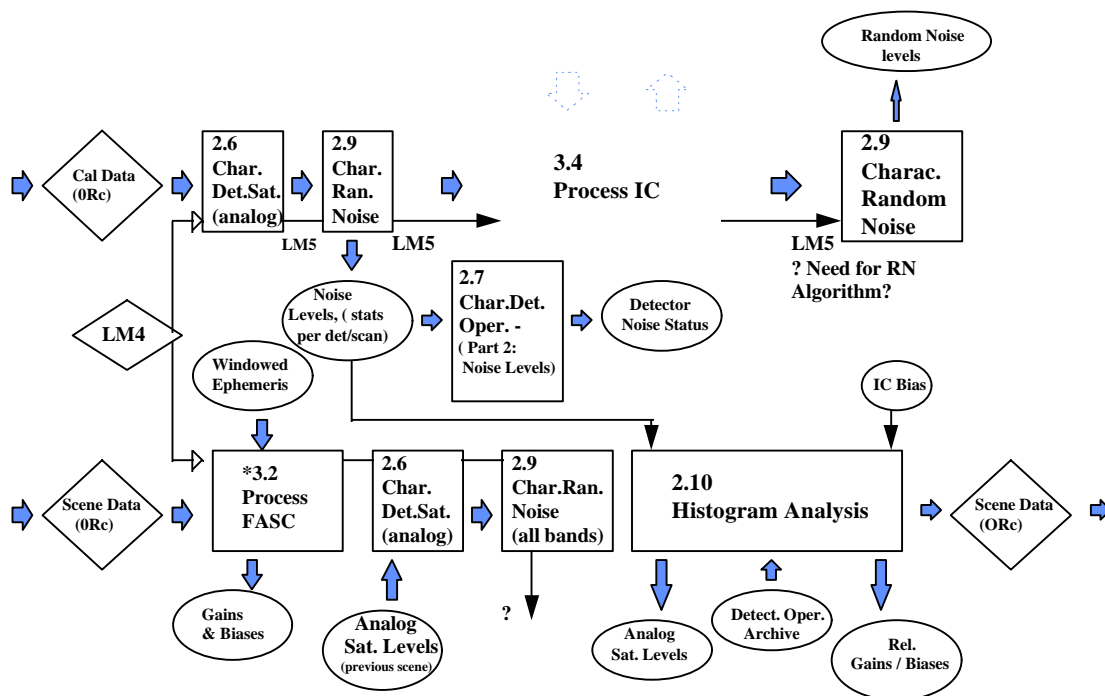 Random Noise
levels
Cal Data
(0Rc)
2.6
Char.
Det.Sat.
(analog)
2.9
Char.
Ran.
Noise
3.4
Process IC
2.9
Charac.
Random
Noise
LM5
LM5
LM5
? Need for RN
Algorithm?
LM4
Noise
Levels, ( stats
per det/scan)
2.7
Char.Det.
Oper. -
( Part 2:
Noise Levels)
Detector
Noise Status
Windowed
Ephemeris
IC Bias
Scene Data
(0Rc)
*3.2
Process
FASC
2.6
Char.
Det.Sat.
(analog)
2.9
Char.Ran.
Noise
(all bands)
2.10
Histogram Analysis
Scene Data
(ORc)
Gains
& Biases
Analog
Sat. Levels
(previous scene)
?
Analog
Sat. Levels
Detect. Oper.
Archive
Rel.
Gains / Biases